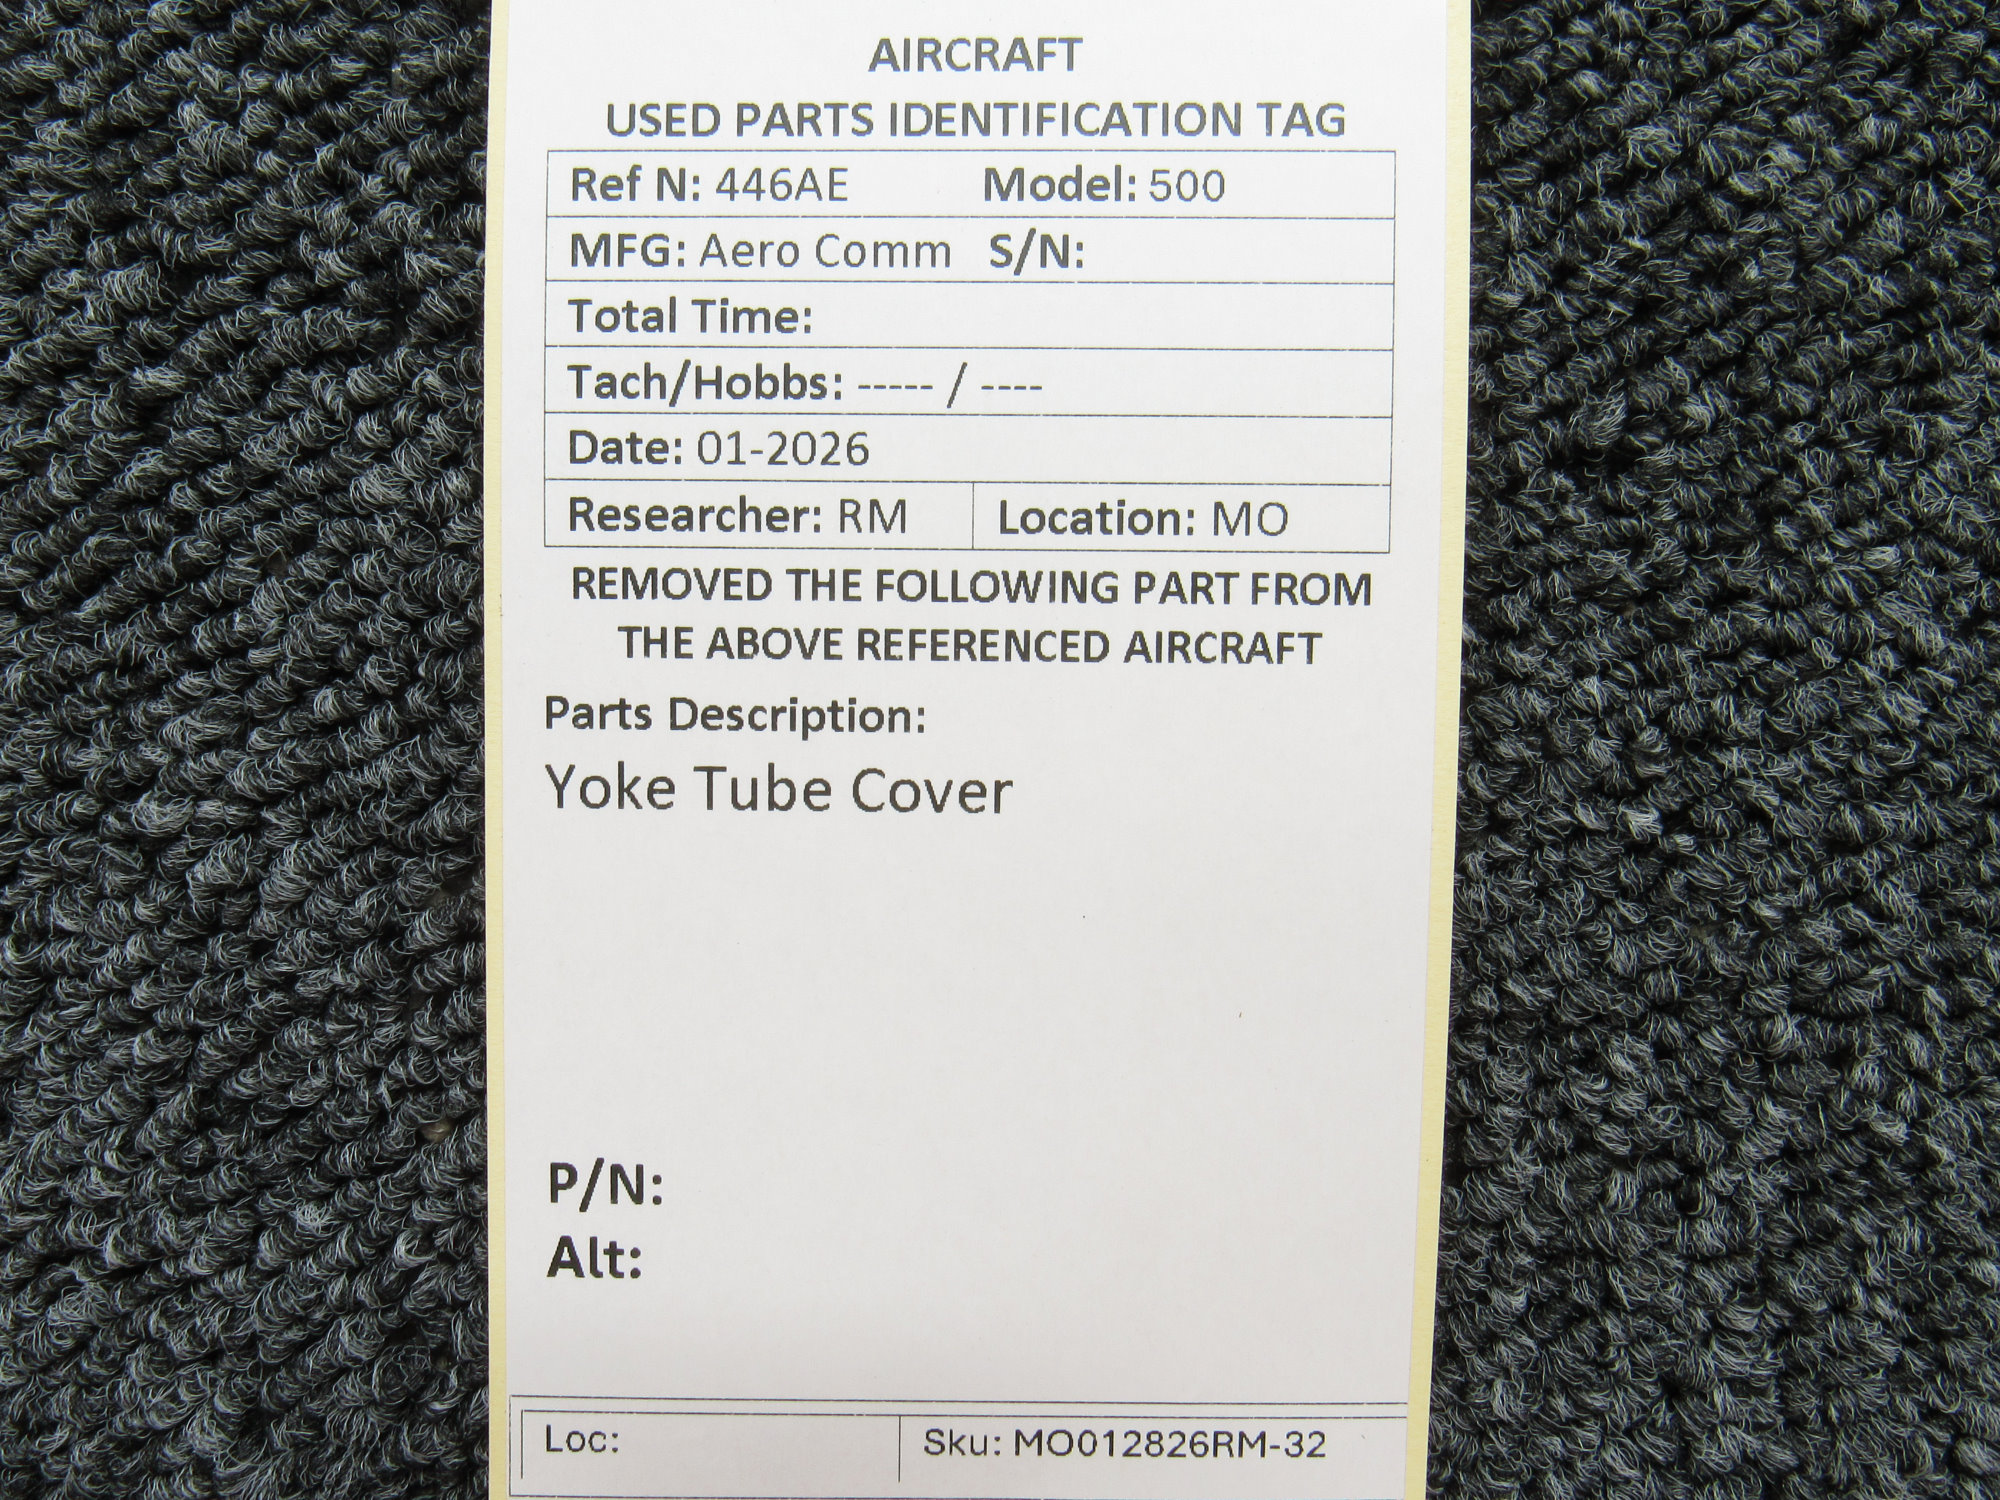 AIRCRAFT
USED PARTS IDENTIFICATION TAG
Ref N: 446AE Model: 500
MFG: Aero Comm S/N:
Total Time:
Tach/Hobbs: ----- / ----
Date: 01-2026
Researcher: RM Location: MO
REMOVED THE FOLLOWING PART FROM
THE ABOVE REFERENCED AIRCRAFT
Parts Description:
Yoke Tube Cover
P/N:
Alt:
Loc: Sku: MO012826RM-32